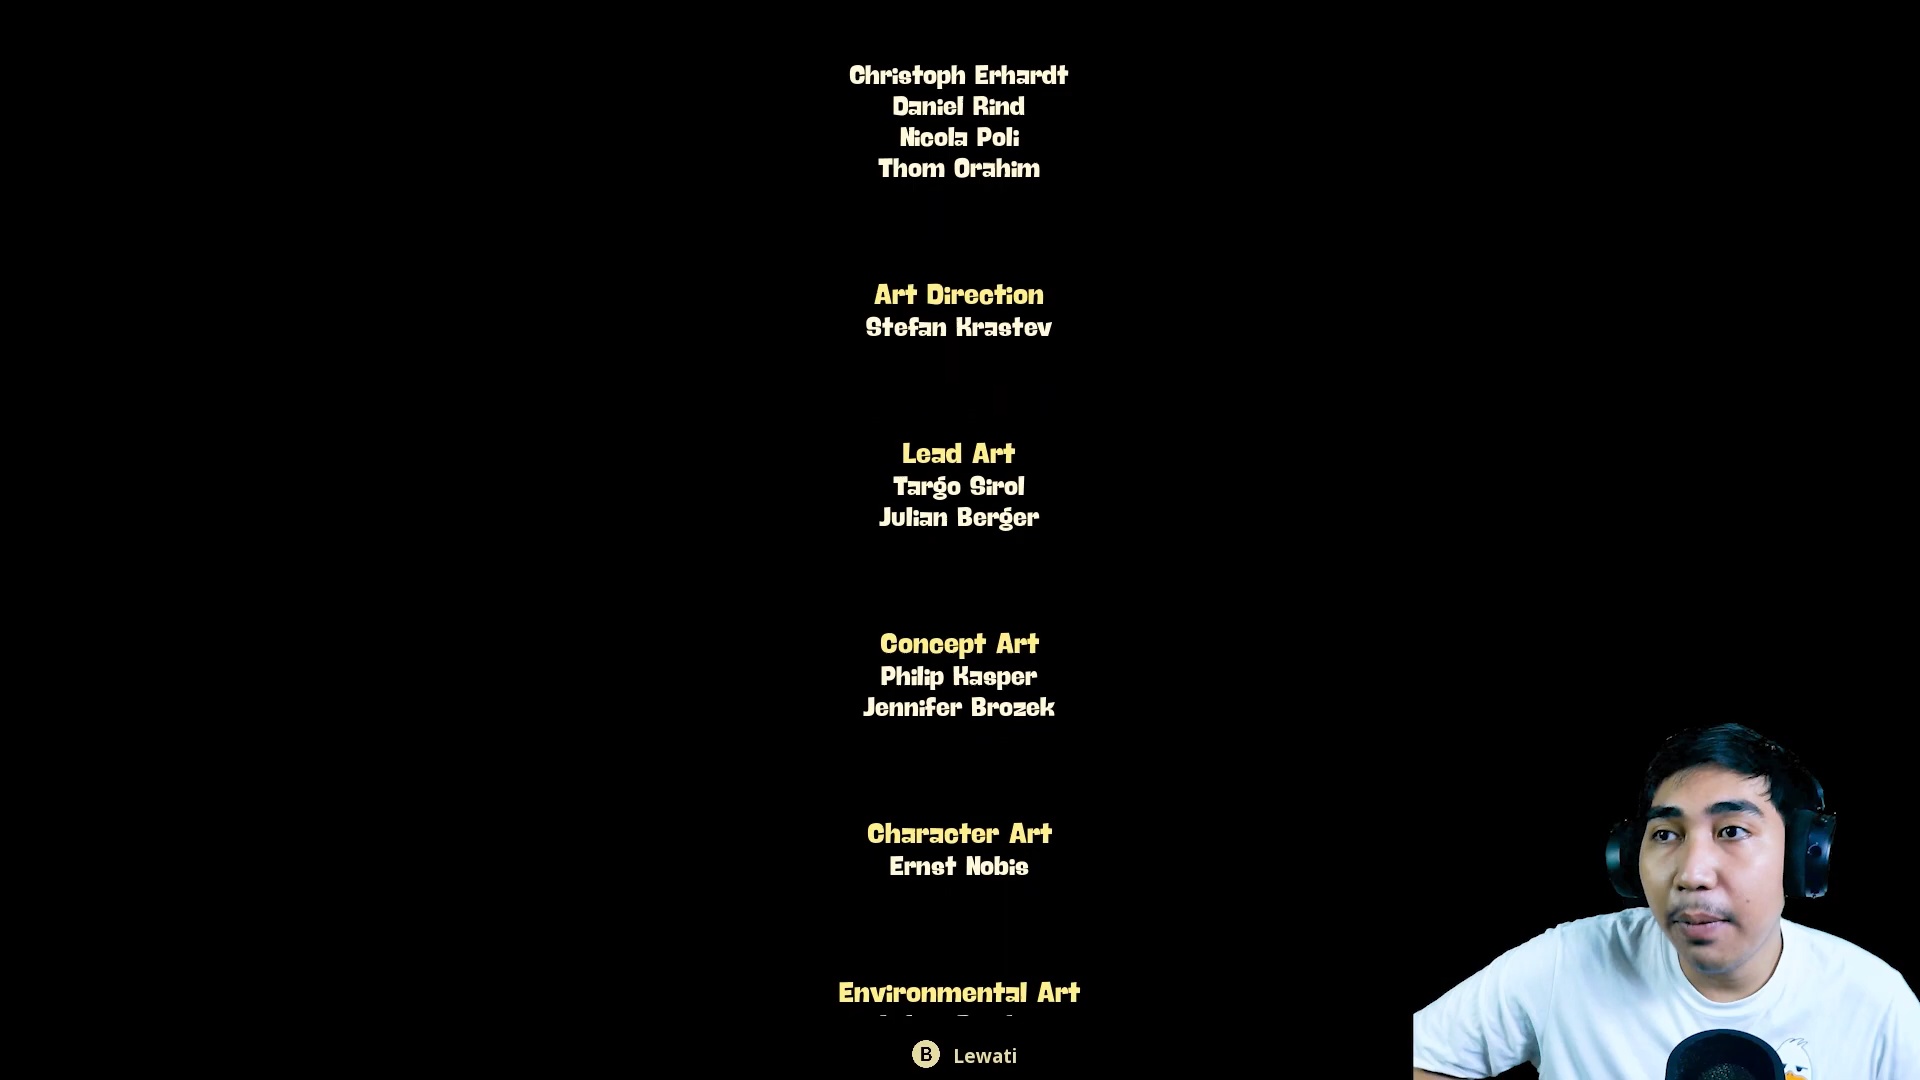 Christoph Erhardt
Daniel Rind
Nicola Poli
Thom Orahim
Art Direction
Stefan Krastev
Lead Art
Targo Sirol
Julian Berger
Concept Art
Philip Kasper
Jennifer Brozek
Character Art
Ernst Nobis
Environmental Art
B Lewati